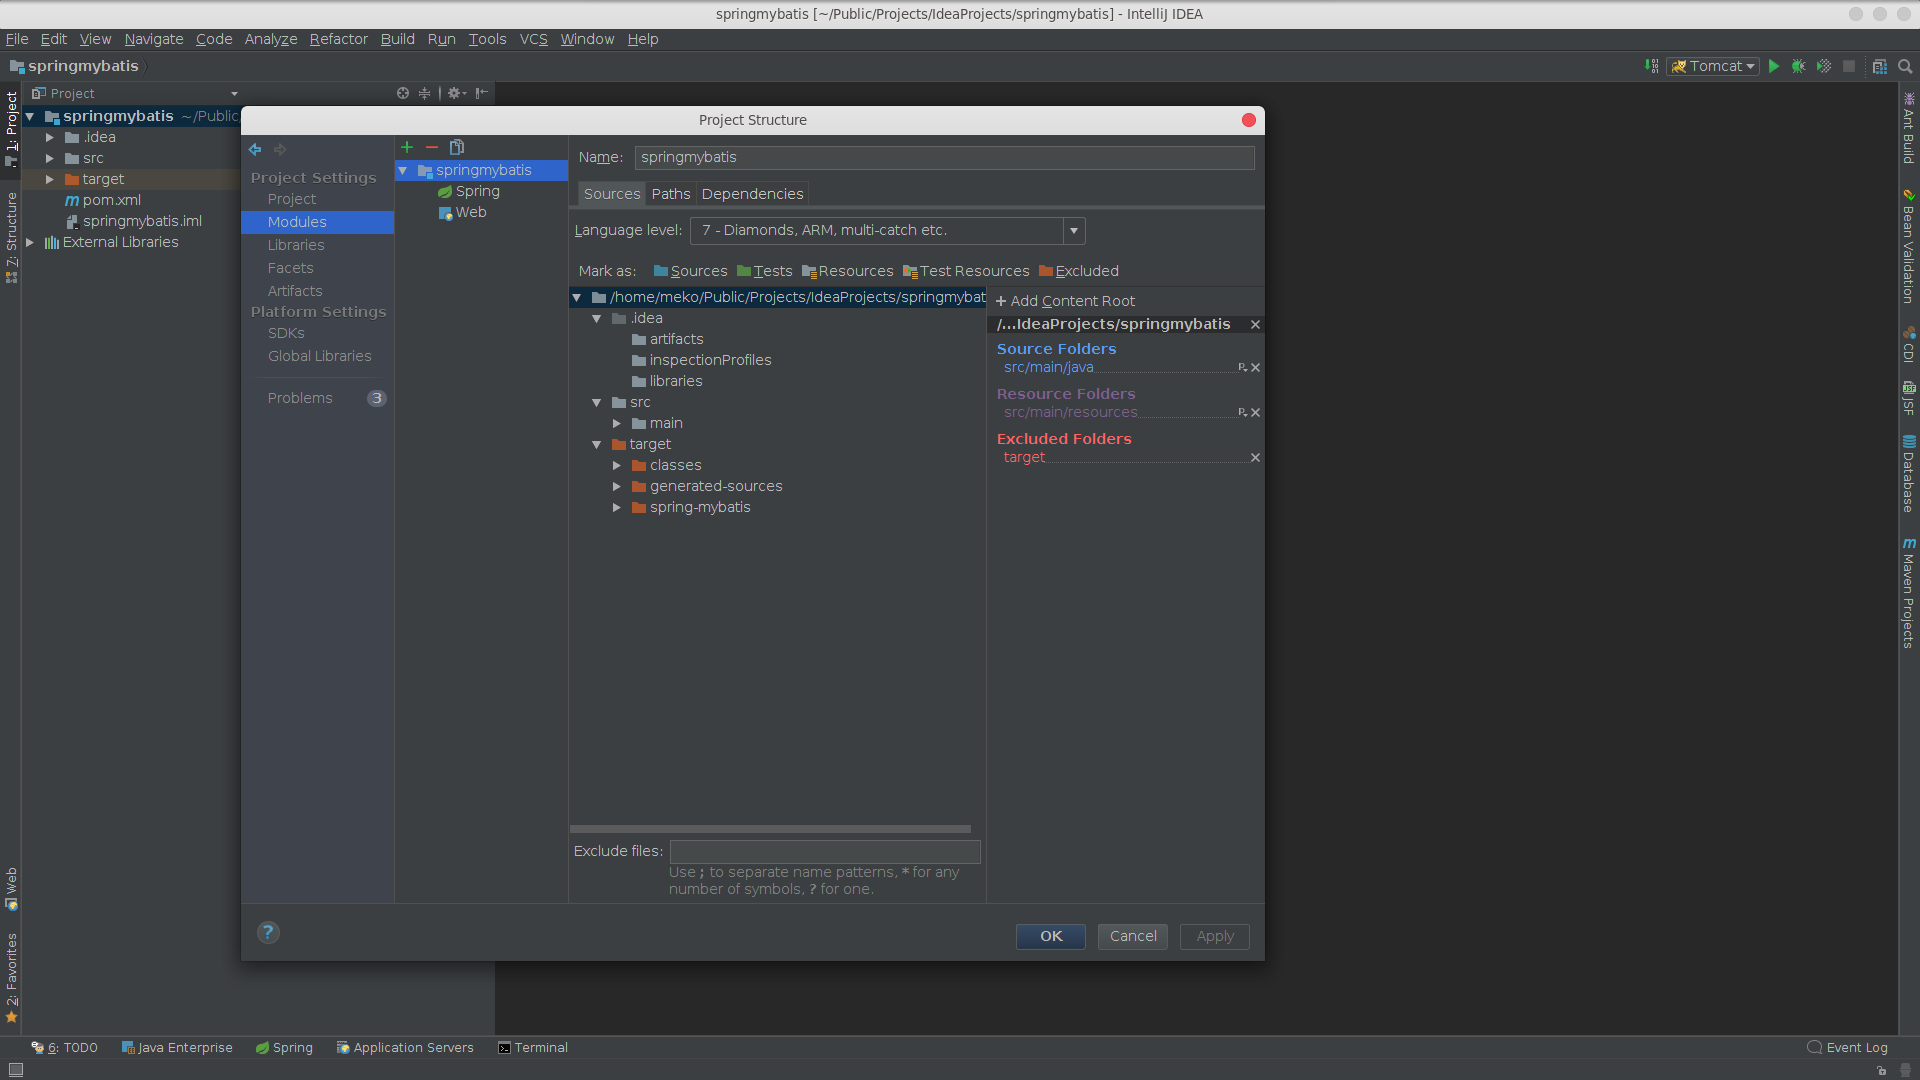 springmybatis [~/Public/Projects/IdeaProjects/springmybatis] - IntelliJ IDEA
File Edit View Navigate Code Analyze Refactor Build Run Tools VCS Window Help
springmybatis
Tomcat
Project
1: Project
7: Structure
Web
2: Favorites
springmybatis ~/Public/
.idea
src
target
pom.xml
springmybatis.iml
External Libraries
Project Structure
Project Settings
Project
Modules
Libraries
Facets
Artifacts
Platform Settings
SDKs
Global Libraries
Problems 3
springmybatis
Spring
Web
Name: springmybatis
Sources Paths Dependencies
Language level: 7 - Diamonds, ARM, multi-catch etc.
Mark as: Sources Tests Resources Test Resources Excluded
/home/meko/Public/Projects/IdeaProjects/springmybat
.idea
artifacts
inspectionProfiles
libraries
src
main
target
classes
generated-sources
spring-mybatis
+ Add Content Root
/...IdeaProjects/springmybatis
Source Folders
src/main/java
Resource Folders
src/main/resources
Excluded Folders
target
Exclude files:
Use ; to separate name patterns, * for any
number of symbols, ? for one.
?
OK Cancel Apply
Ant Build
Bean Validation
CDI
JSF
Database
Maven Projects
6: TODO Java Enterprise Spring Application Servers Terminal Event Log